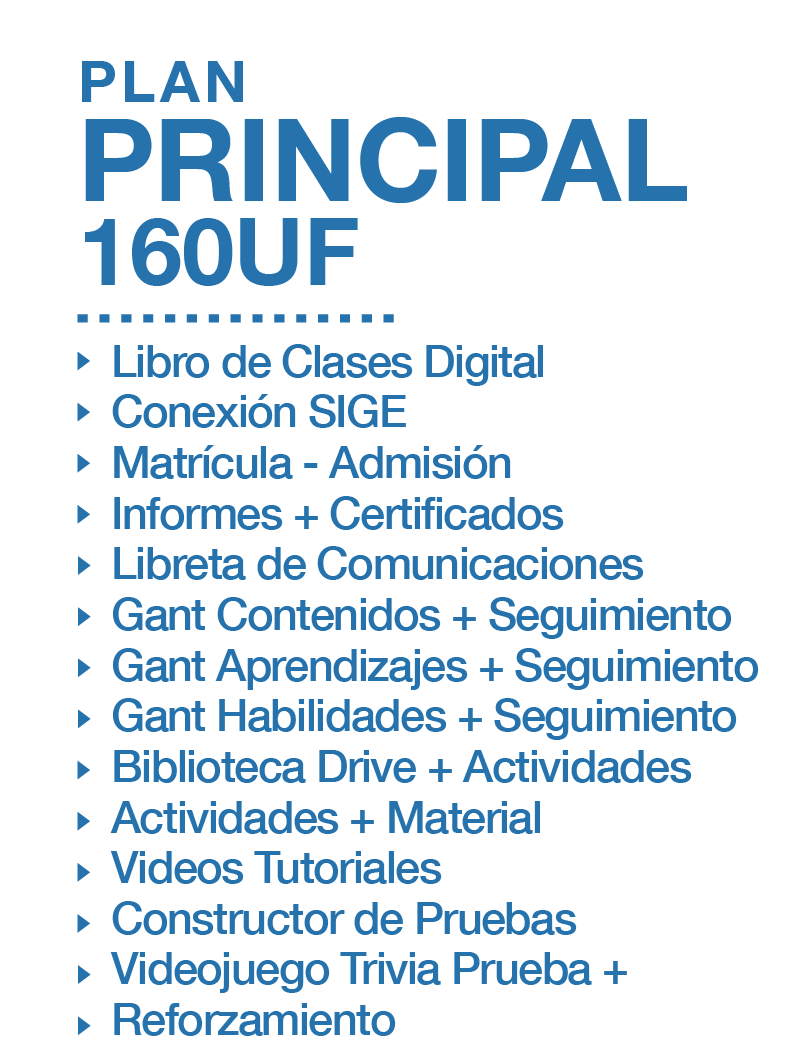 PLAN
PRINCIPAL
160UF
Libro de Clases Digital
Conexión SIGE
Matrícula - Admisión
Informes + Certificados
Libreta de Comunicaciones
Gant Contenidos + Seguimiento
Gant Aprendizajes + Seguimiento
Gant Habilidades + Seguimiento
Biblioteca Drive + Actividades
Actividades + Material
Videos Tutoriales
Constructor de Pruebas
Videojuego Trivia Prueba +
Reforzamiento